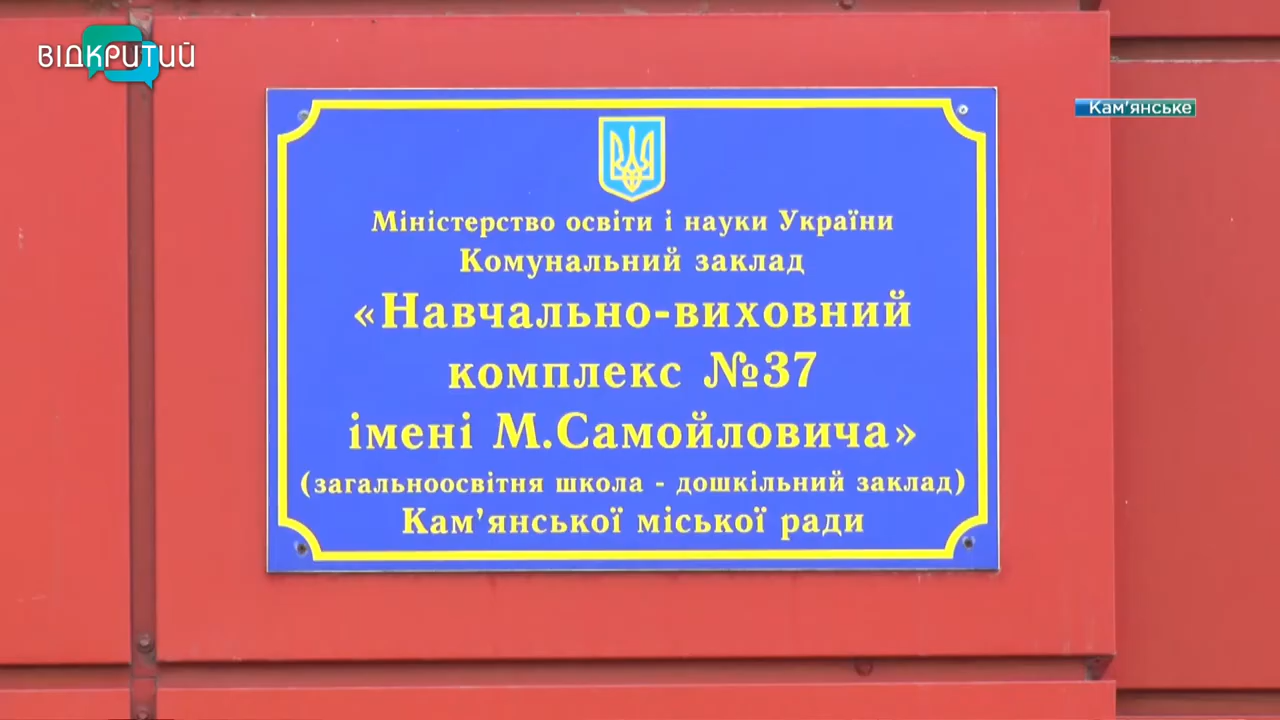 ВІДКРИТИЙ
Кам'янське
Міністерство освіти і науки України
Комунальний заклад
«Навчально-виховний
комплекс №37
імені М.Самойловича»
(загальноосвітня школа - дошкільний заклад)
Кам’янської міської ради